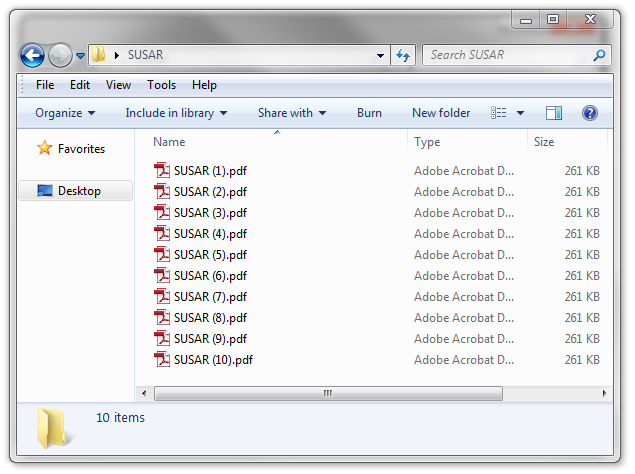 SUSAR
Search SUSAR
File Edit View Tools Help
Organize Include in library Share with Burn New folder
Name Type Size
Favorites
Desktop
SUSAR (1).pdf Adobe Acrobat D... 261 KB
SUSAR (2).pdf Adobe Acrobat D... 261 KB
SUSAR (3).pdf Adobe Acrobat D... 261 KB
SUSAR (4).pdf Adobe Acrobat D... 261 KB
SUSAR (5).pdf Adobe Acrobat D... 261 KB
SUSAR (6).pdf Adobe Acrobat D... 261 KB
SUSAR (7).pdf Adobe Acrobat D... 261 KB
SUSAR (8).pdf Adobe Acrobat D... 261 KB
SUSAR (9).pdf Adobe Acrobat D... 261 KB
SUSAR (10).pdf Adobe Acrobat D... 261 KB
10 items